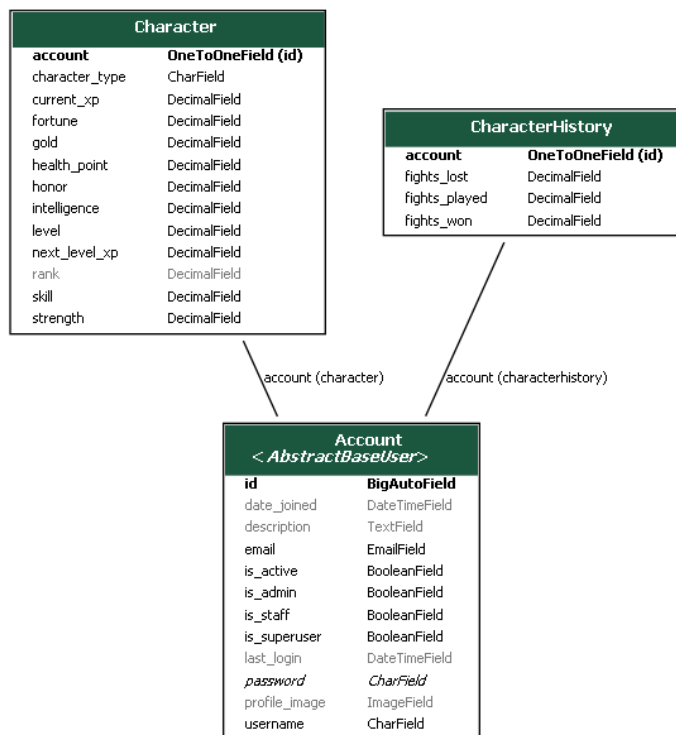 Character
account OneToOneField (id)
character_type CharField
current_xp DecimalField
fortune DecimalField
gold DecimalField
health_point DecimalField
honor DecimalField
intelligence DecimalField
level DecimalField
next_level_xp DecimalField
rank DecimalField
skill DecimalField
strength DecimalField
CharacterHistory
account OneToOneField (id)
fights_lost DecimalField
fights_played DecimalField
fights_won DecimalField
account (character)
account (characterhistory)
Account
<AbstractBaseUser>
id BigAutoField
date_joined DateTimeField
description TextField
email EmailField
is_active BooleanField
is_admin BooleanField
is_staff BooleanField
is_superuser BooleanField
last_login DateTimeField
password CharField
profile_image ImageField
username CharField